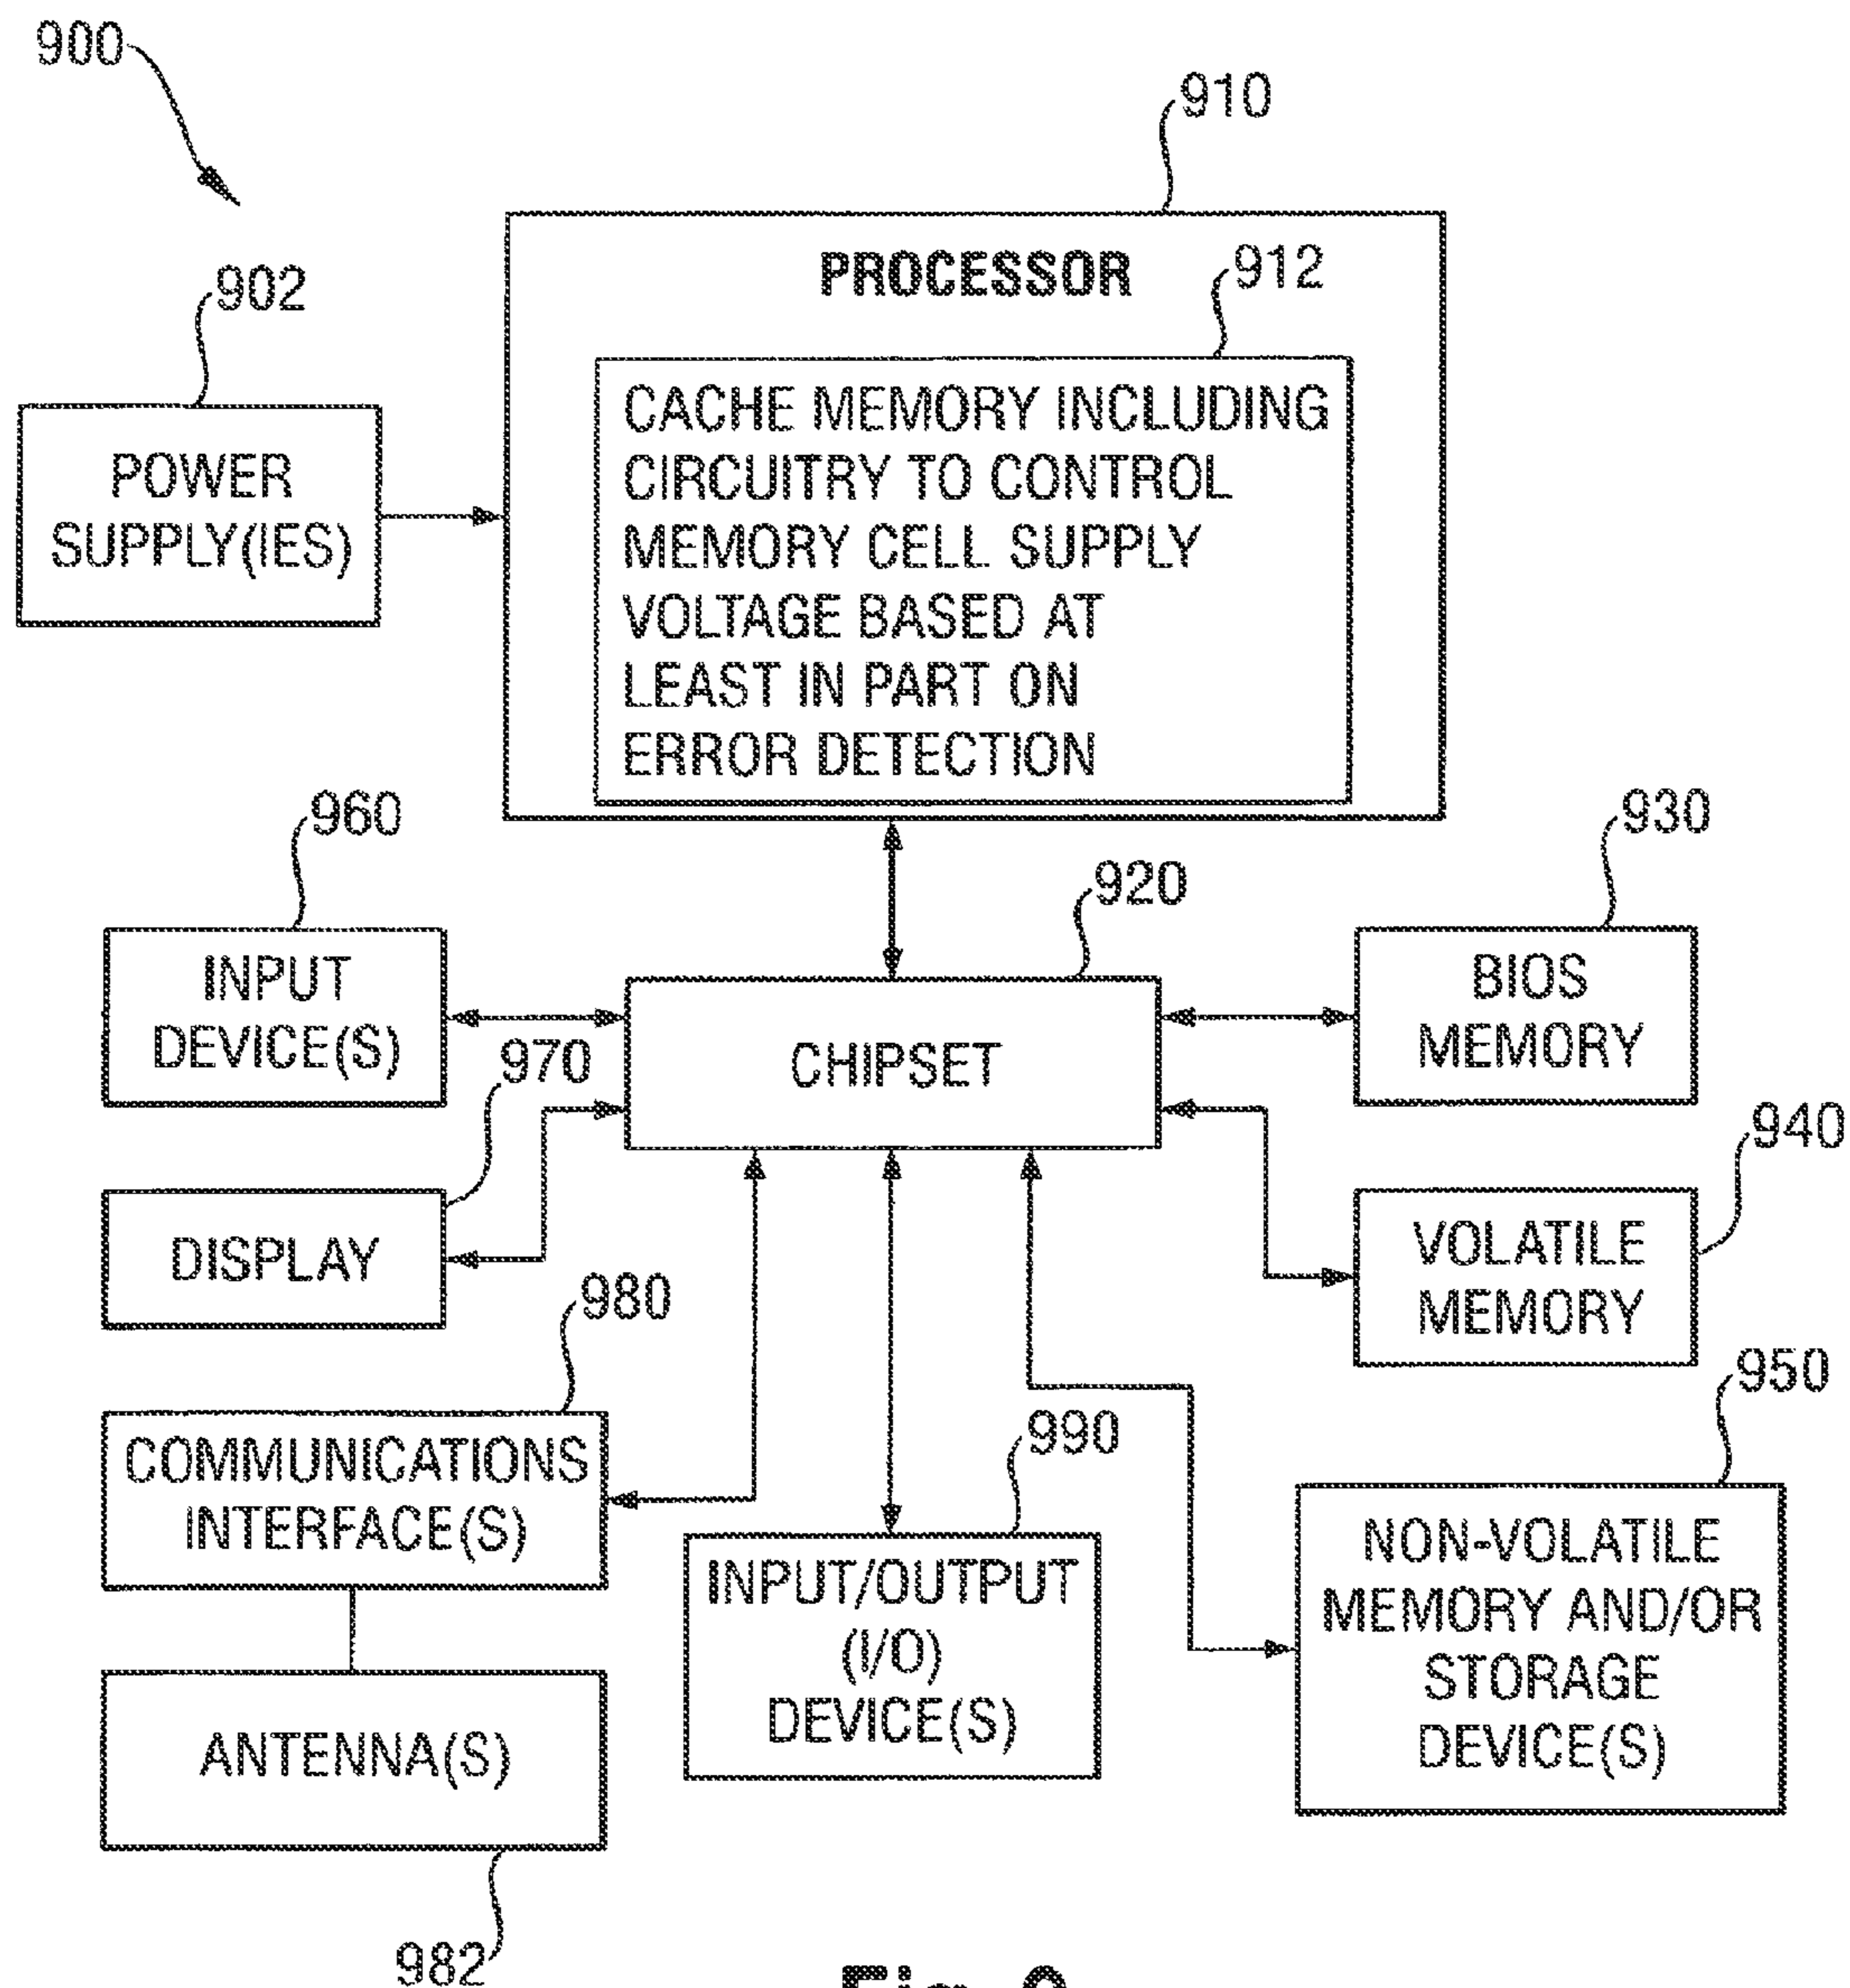 900
910
PROCESSOR
912
902
CACHE MEMORY INCLUDING
CIRCUITRY TO CONTROL
MEMORY CELL SUPPLY
VOLTAGE BASED AT
LEAST IN PART ON
ERROR DETECTION
POWER
SUPPLY(IES)
960
930
920
INPUT
DEVICE(S)
BIOS
MEMORY
CHIPSET
970
940
DISPLAY
VOLATILE
MEMORY
980
950
COMMUNICATIONS
INTERFACE(S)
990
INPUT/OUTPUT
(I/O)
DEVICE(S)
NON-VOLATILE
MEMORY AND/OR
STORAGE
DEVICE(S)
ANTENNA(S)
982